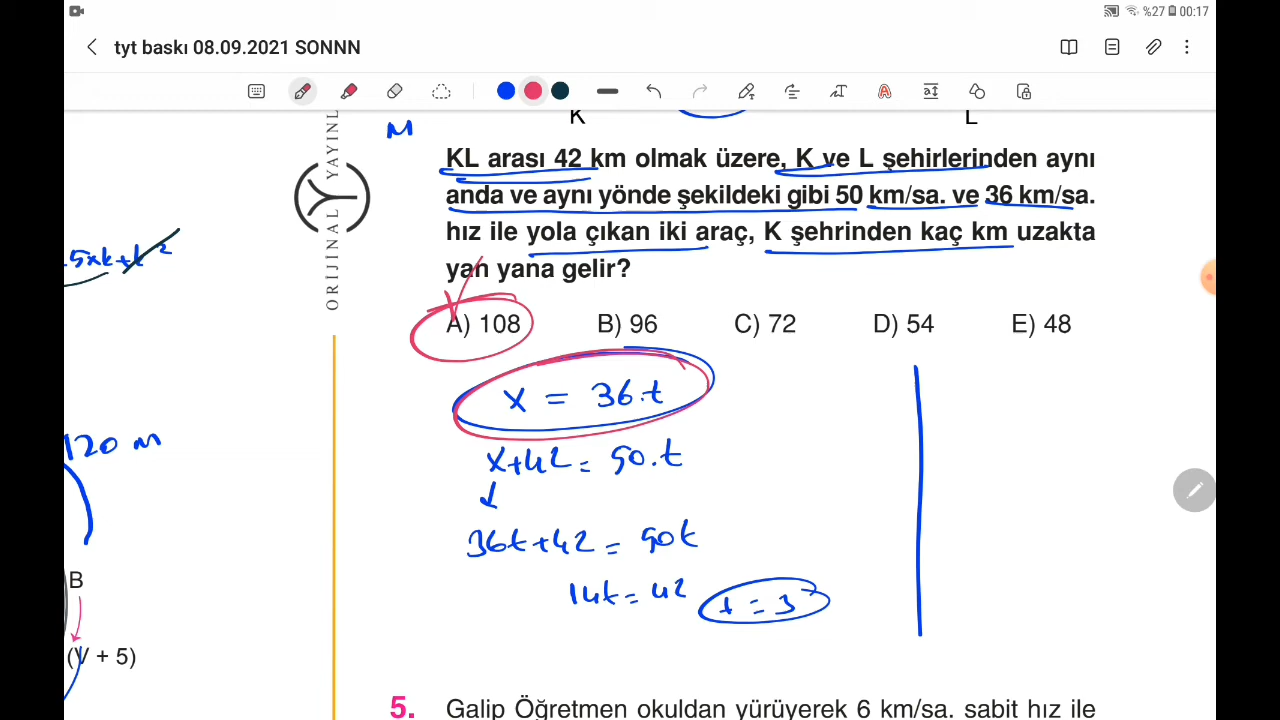 %27 00:17
tyt baskı 08.09.2021 SONNN
K L
M
KL arası 42 km olmak üzere, K ve L şehirlerinden aynı
anda ve aynı yönde şekildeki gibi 50 km/sa. ve 36 km/sa.
hız ile yola çıkan iki araç, K şehrinden kaç km uzakta
yan yana gelir?
A) 108 B) 96 C) 72 D) 54 E) 48
x = 36.t
x+42 = 50.t
36t+42 = 50t
14t = 42 t = 3
ORİJİNAL YAYINL
.5xk+k²
120 m
B
(V + 5)
5. Galip Öğretmen okuldan yürüyerek 6 km/sa. sabit hız ile